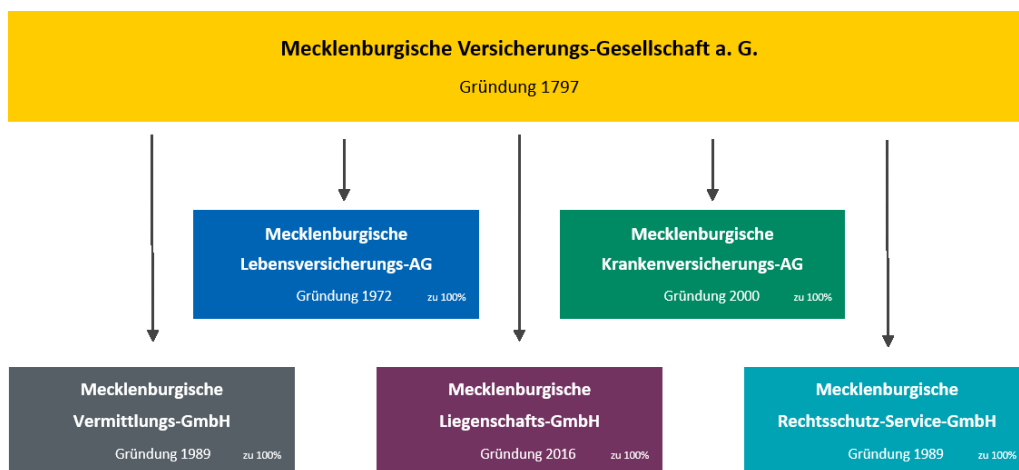 Mecklenburgische Versicherungs-Gesellschaft a. G.
Gründung 1797
Mecklenburgische
Lebensversicherungs-AG
Gründung 1972 zu 100%
Mecklenburgische
Krankenversicherungs-AG
Gründung 2000 zu 100%
Mecklenburgische
Vermittlungs-GmbH
Gründung 1989 zu 100%
Mecklenburgische
Liegenschafts-GmbH
Gründung 2016 zu 100%
Mecklenburgische
Rechtsschutz-Service-GmbH
Gründung 1989 zu 100%